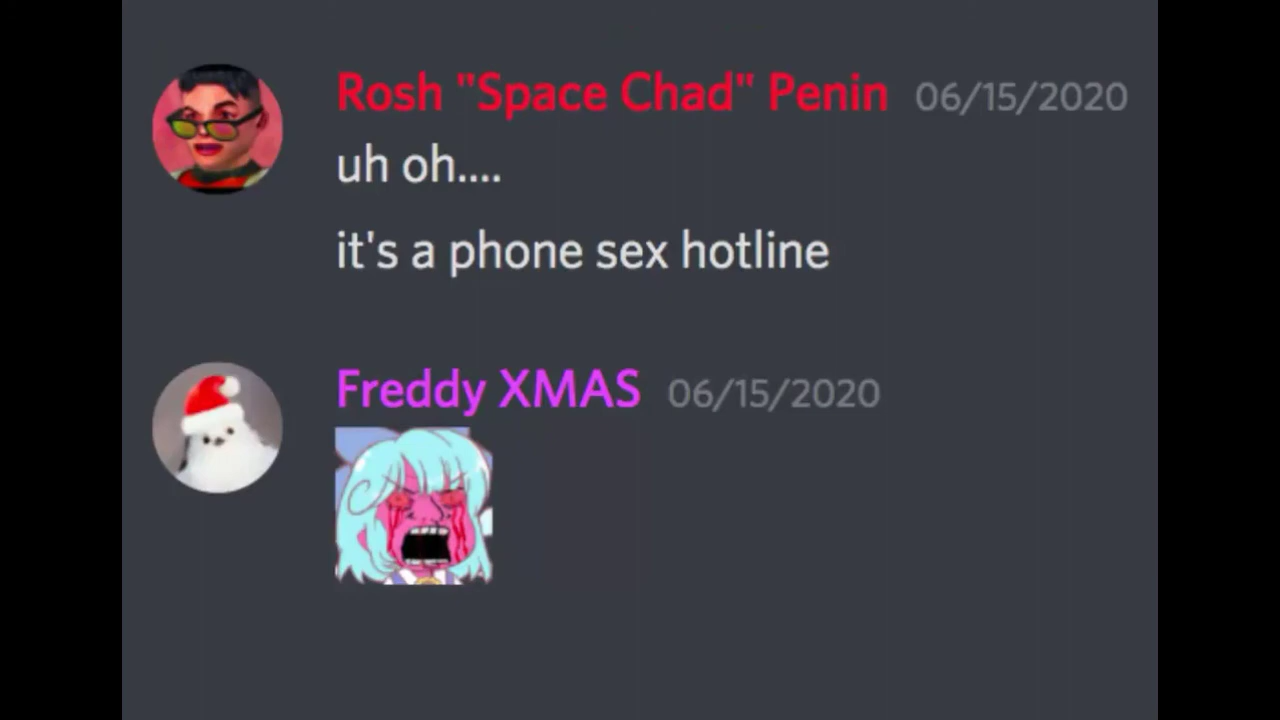 Rosh "Space Chad" Penin 06/15/2020
uh oh....
it's a phone sex hotline
Freddy XMAS 06/15/2020